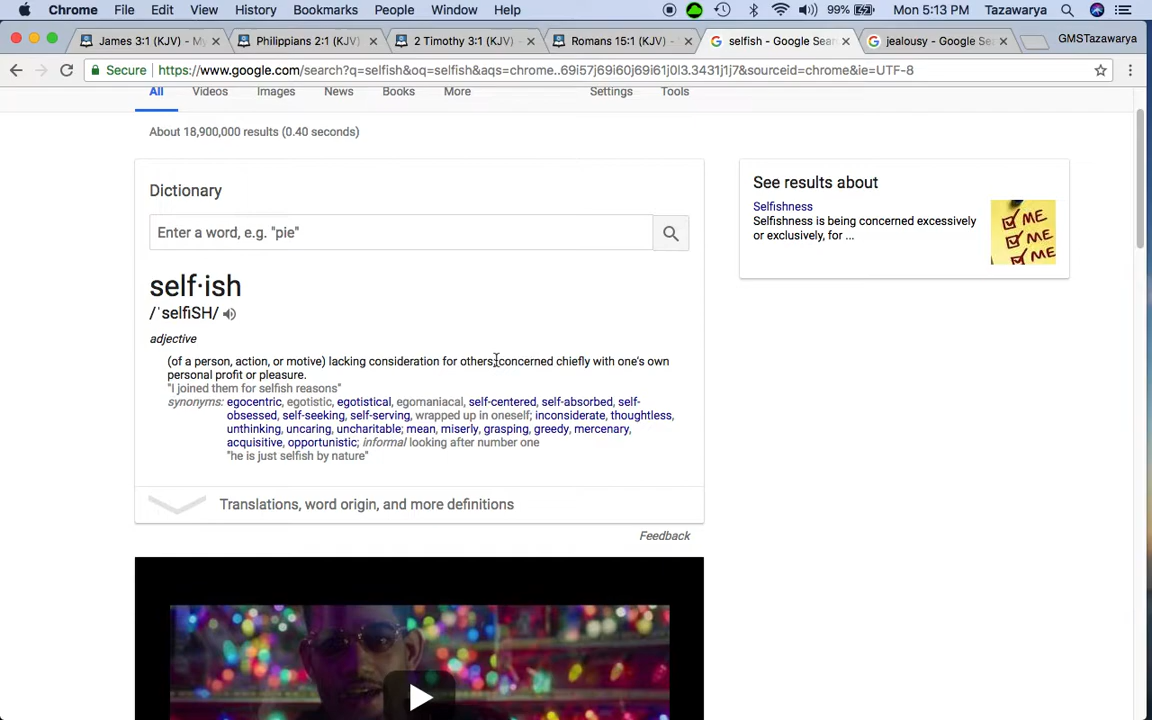 Chrome File Edit View History Bookmarks People Window Help 99% Mon 5:13 PM Tazawarya
James 3:1 (KJV) - My Philippians 2:1 (KJV) 2 Timothy 3:1 (KJV) - Romans 15:1 (KJV) - selfish - Google Sear jealousy - Google Se GMSTazawarya
Secure https://www.google.com/search?q=selfish&oq=selfish&aqs=chrome..69i57j69i60j69i61j0l3.3431j1j7&sourceid=chrome&ie=UTF-8
All Videos Images News Books More Settings Tools
About 18,900,000 results (0.40 seconds)
Dictionary
Enter a word, e.g. "pie"
self·ish
/ˈselfiSH/
adjective
(of a person, action, or motive) lacking consideration for others; concerned chiefly with one's own
personal profit or pleasure.
"I joined them for selfish reasons"
synonyms: egocentric, egotistic, egotistical, egomaniacal, self-centered, self-absorbed, self-
obsessed, self-seeking, self-serving, wrapped up in oneself; inconsiderate, thoughtless,
unthinking, uncaring, uncharitable; mean, miserly, grasping, greedy, mercenary,
acquisitive, opportunistic; informal looking after number one
"he is just selfish by nature"
Translations, word origin, and more definitions
Feedback
See results about
Selfishness
Selfishness is being concerned excessively
or exclusively, for ...
ME
ME
ME